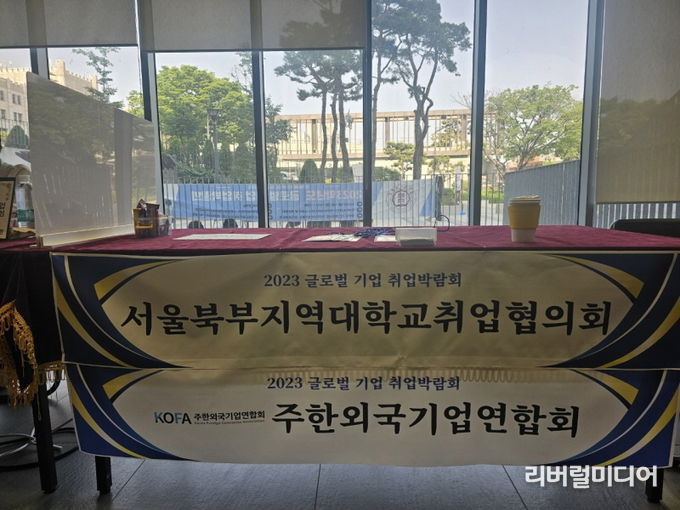 2023 글로벌 기업 취업박람회
서울북부지역대학교취업협의회
2023 글로벌 기업 취업박람회
KOFA 주한외국기업연합회
주한외국기업연합회
리버럴미디어